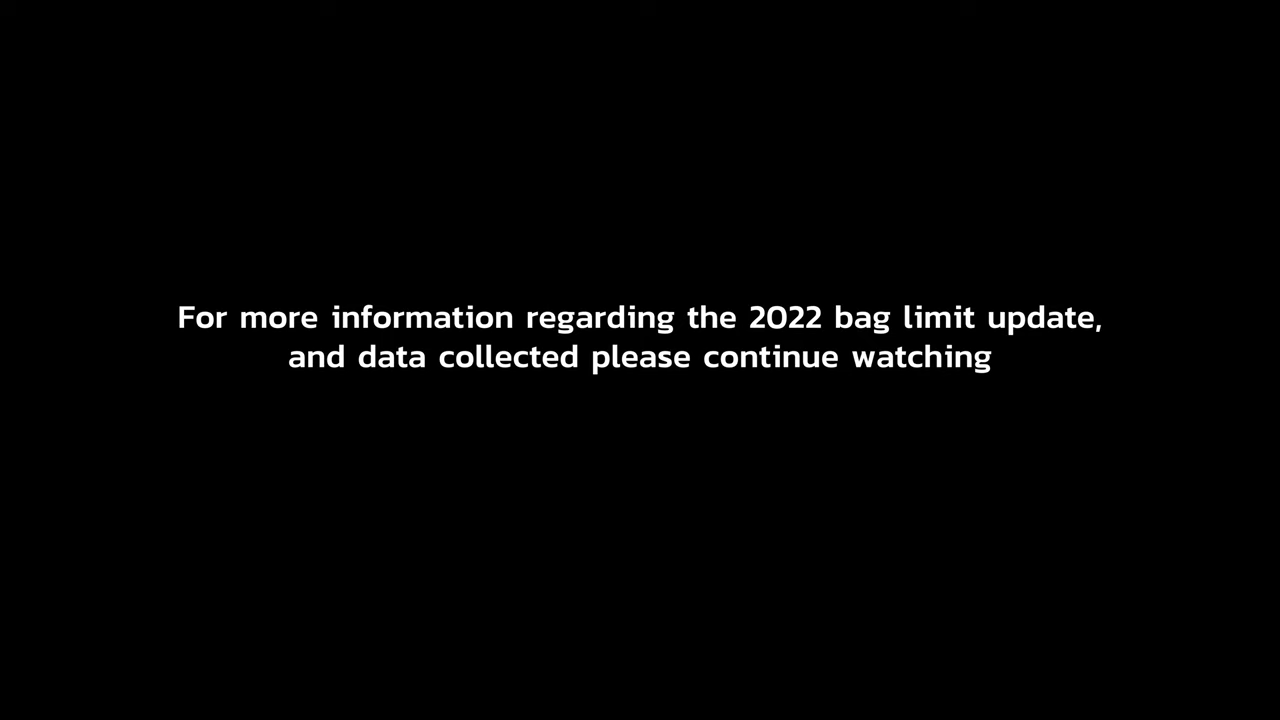 For more information regarding the 2022 bag limit update,
and data collected please continue watching